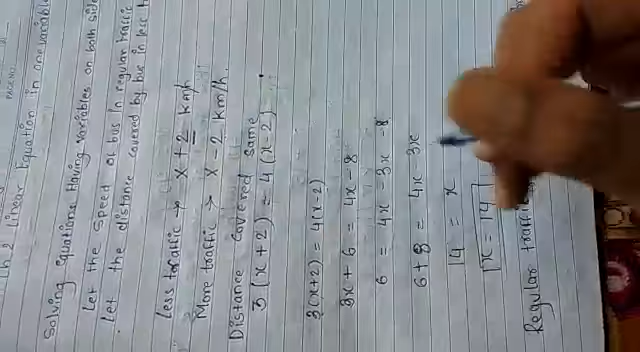 Ch 2 Linear Equation in one variable
Solving Equations Having variables on both side
Let the speed of bus in regular traffic
Let the distance covered by bus in less
Less traffic → x + 2 km/h
More traffic → x - 2 km/h.
Distance covered same
3 (x + 2) = 4 (x - 2)
3(x+2) = 4(x-2)
3x + 6 = 4x - 8
6 = 4x - 3x - 8
6 + 8 = 4x - 3x
14 = x
x = 14
Regular traffic